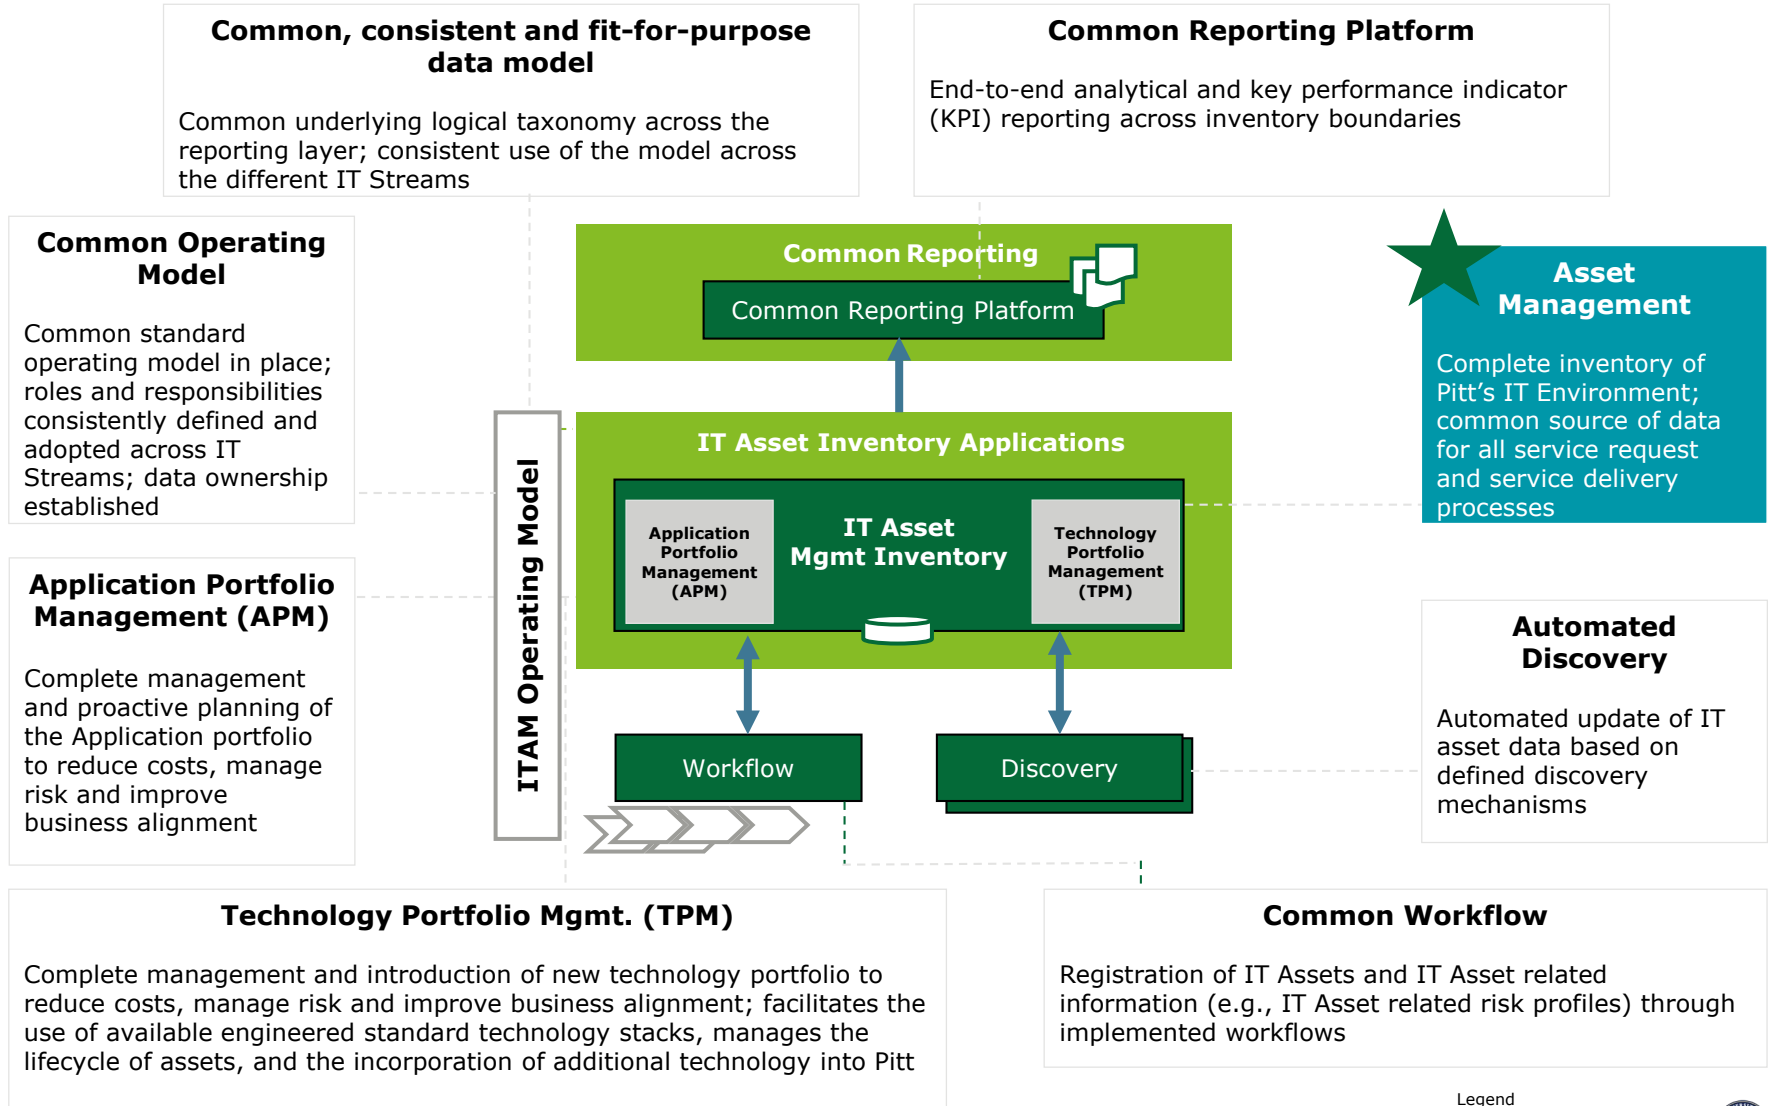 Common, consistent and fit-for-purpose
data model
Common underlying logical taxonomy across the
reporting layer; consistent use of the model across
the different IT Streams
Common Reporting Platform
End-to-end analytical and key performance indicator
(KPI) reporting across inventory boundaries
Common Operating
Model
Common standard
operating model in place;
roles and responsibilities
consistently defined and
adopted across IT
Streams; data ownership
established
Common Reporting
Common Reporting Platform
Asset
Management
Complete inventory of
Pitt's IT Environment;
common source of data
for all service request
and service delivery
processes
ITAM Operating Model
IT Asset Inventory Applications
Application
Portfolio
Management
(APM)
IT Asset
Mgmt Inventory
Technology
Portfolio
Management
(TPM)
Application Portfolio
Management (APM)
Complete management
and proactive planning of
the Application portfolio
to reduce costs, manage
risk and improve
business alignment
Workflow
Discovery
Automated
Discovery
Automated update of IT
asset data based on
defined discovery
mechanisms
Technology Portfolio Mgmt. (TPM)
Complete management and introduction of new technology portfolio to
reduce costs, manage risk and improve business alignment; facilitates the
use of available engineered standard technology stacks, manages the
lifecycle of assets, and the incorporation of additional technology into Pitt
Common Workflow
Registration of IT Assets and IT Asset related
information (e.g., IT Asset related risk profiles) through
implemented workflows
Legend